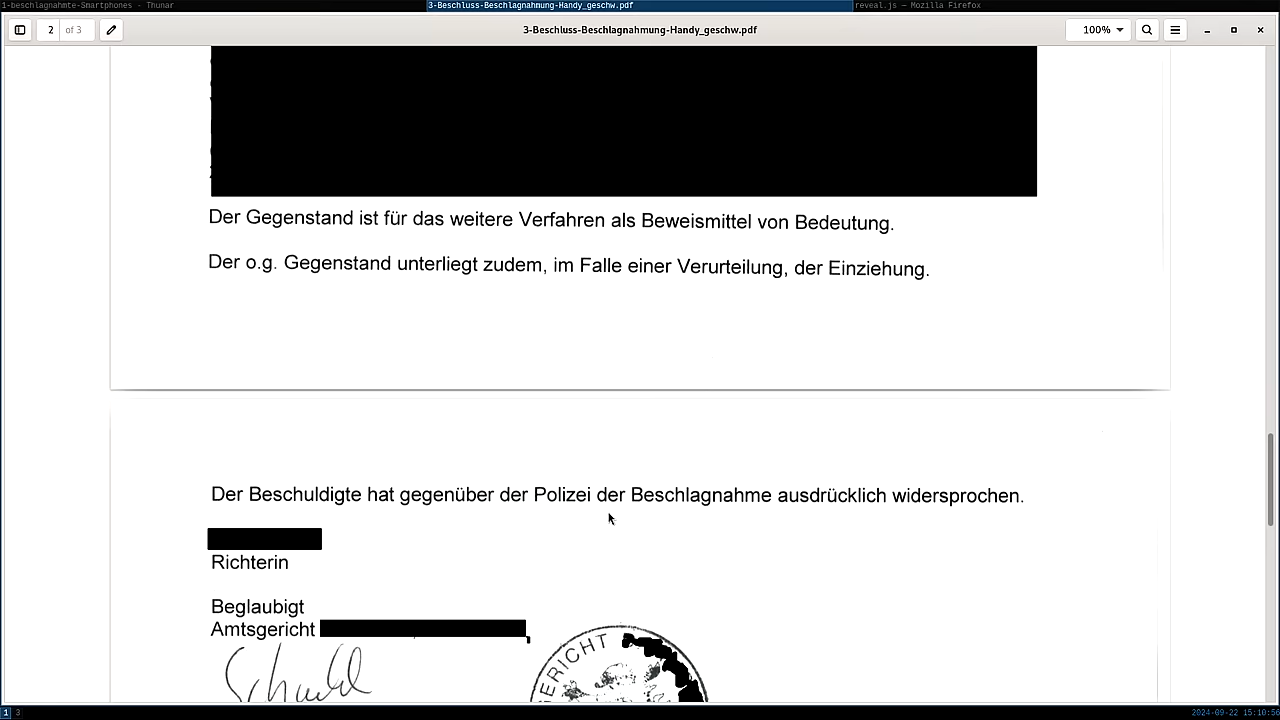 1-beschlagnahmte-Smartphones - Thunar
3-Beschluss-Beschlagnahmung-Handy_geschw.pdf
reveal.js — Mozilla Firefox
2 of 3
3-Beschluss-Beschlagnahmung-Handy_geschw.pdf
100%
Der Gegenstand ist für das weitere Verfahren als Beweismittel von Bedeutung.
Der o.g. Gegenstand unterliegt zudem, im Falle einer Verurteilung, der Einziehung.
Der Beschuldigte hat gegenüber der Polizei der Beschlagnahme ausdrücklich widersprochen.
Richterin
Beglaubigt
Amtsgericht
1 3
2024-09-22 15:10:56